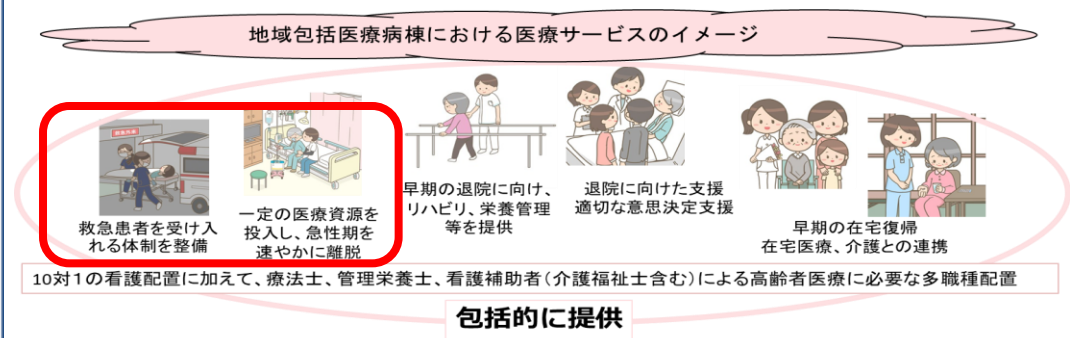 地域包括医療病棟における医療サービスのイメージ
救急患者を受け入
れる体制を整備
一定の医療資源を
投入し、急性期を
速やかに離脱
早期の退院に向け、
リハビリ、栄養管理
等を提供
退院に向けた支援
適切な意思決定支援
早期の在宅復帰
在宅医療、介護との連携
10対1の看護配置に加えて、療法士、管理栄養士、看護補助者(介護福祉士含む)による高齢者医療に必要な多職種配置
包括的に提供